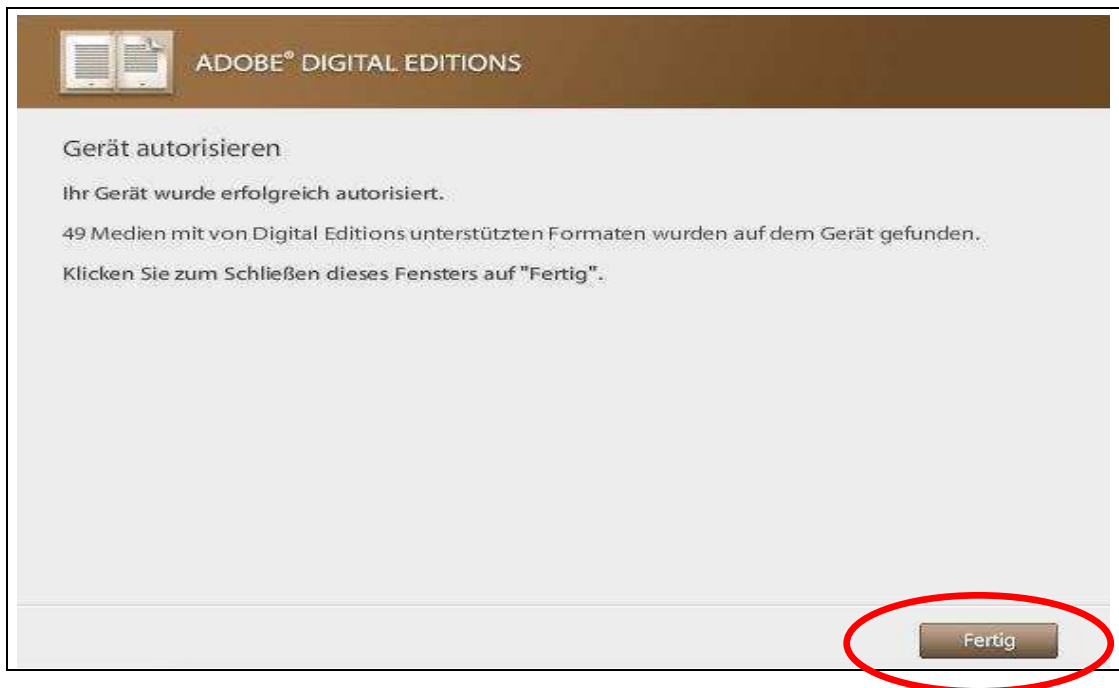 ADOBE® DIGITAL EDITIONS
Gerät autorisieren
Ihr Gerät wurde erfolgreich autorisiert.
49 Medien mit von Digital Editions unterstützten Formaten wurden auf dem Gerät gefunden.
Klicken Sie zum Schließen dieses Fensters auf "Fertig".
Fertig